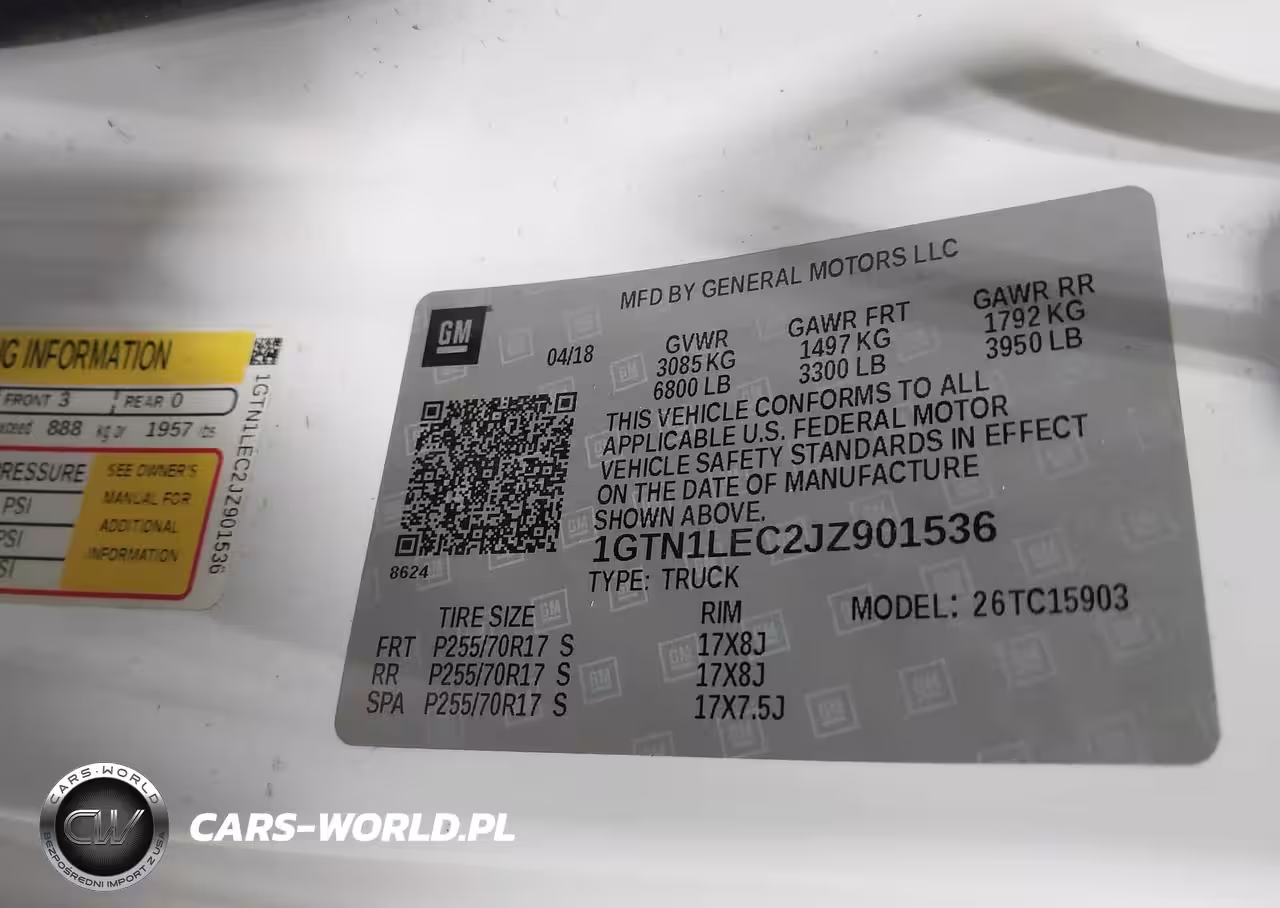 NG INFORMATION
FRONT 3 REAR 0
xceed 888 kg or 1957 lbs
PRESSURE
SEE OWNER'S
MANUAL FOR
ADDITIONAL
INFORMATION
PSI
PSI
SI
1GTN1LEC2JZ901536
MFD BY GENERAL MOTORS LLC
GM
04/18
GVWR GAWR FRT GAWR RR
3085 KG 1497 KG 1792 KG
6800 LB 3300 LB 3950 LB
THIS VEHICLE CONFORMS TO ALL
APPLICABLE U.S. FEDERAL MOTOR
VEHICLE SAFETY STANDARDS IN EFFECT
ON THE DATE OF MANUFACTURE
SHOWN ABOVE.
1GTN1LEC2JZ901536
8624
TYPE: TRUCK
MODEL: 26TC15903
TIRE SIZE RIM
FRT P255/70R17 S 17X8J
RR P255/70R17 S 17X8J
SPA P255/70R17 S 17X7.5J
CARS-WORLD
CW
BEZPOŚREDNI IMPORT Z USA
CARS-WORLD.PL